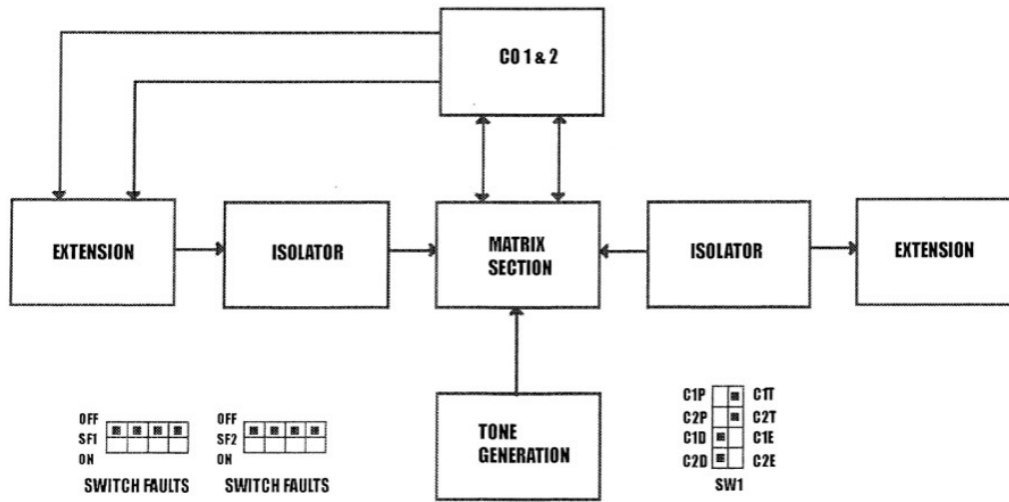 CO 1 & 2
EXTENSION
ISOLATOR
MATRIX
SECTION
ISOLATOR
EXTENSION
TONE
GENERATION
OFF
SF1
ON
SWITCH FAULTS
OFF
SF2
ON
SWITCH FAULTS
C1P C1T
C2P C2T
C1D C1E
C2D C2E
SW1